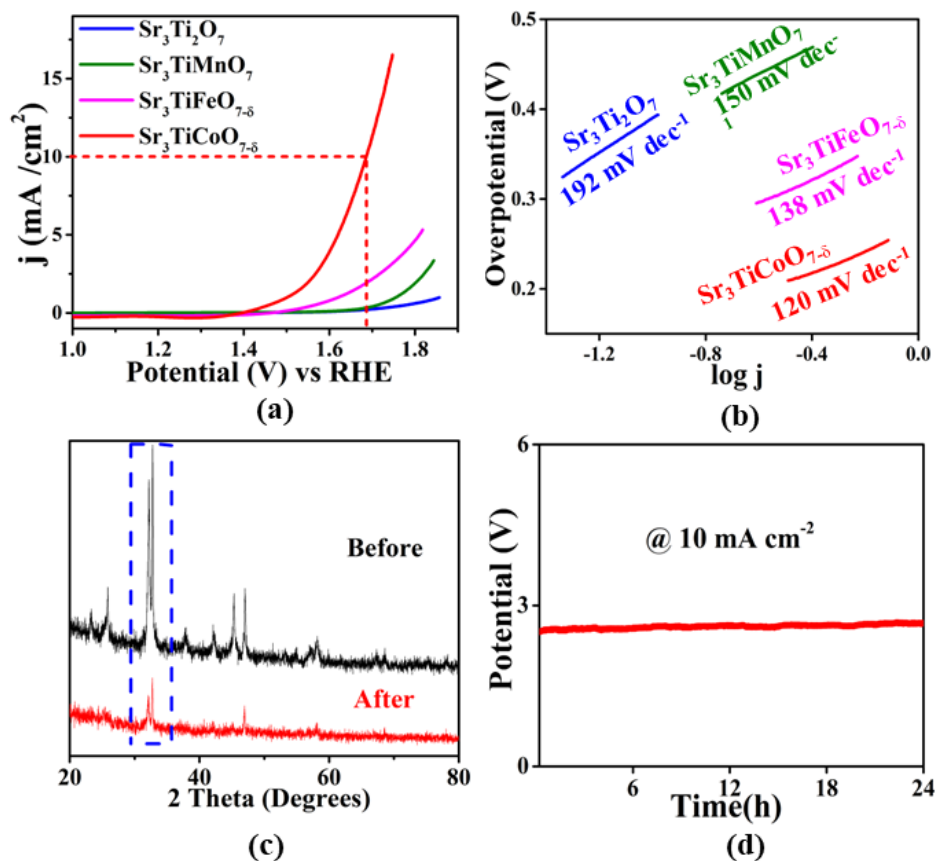 Sr₃Ti₂O₇
Sr₃TiMnO₇
Sr₃TiFeO₇₋δ
Sr₃TiCoO₇₋δ
15
10
5
0
j (mA /cm²)
1.0 1.2 1.4 1.6 1.8
Potential (V) vs RHE
(a)
0.5
0.4
0.3
0.2
Overpotential (V)
Sr₃Ti₂O₇
192 mV dec⁻¹
Sr₃TiMnO₇
150 mV dec⁻
1
Sr₃TiFeO₇₋δ
138 mV dec⁻¹
Sr₃TiCoO₇₋δ
120 mV dec⁻¹
-1.2 -0.8 -0.4 0.0
log j
(b)
Before
After
20 40 60 80
2 Theta (Degrees)
(c)
6
3
0
Potential (V)
@ 10 mA cm⁻²
6 12 18 24
Time(h)
(d)